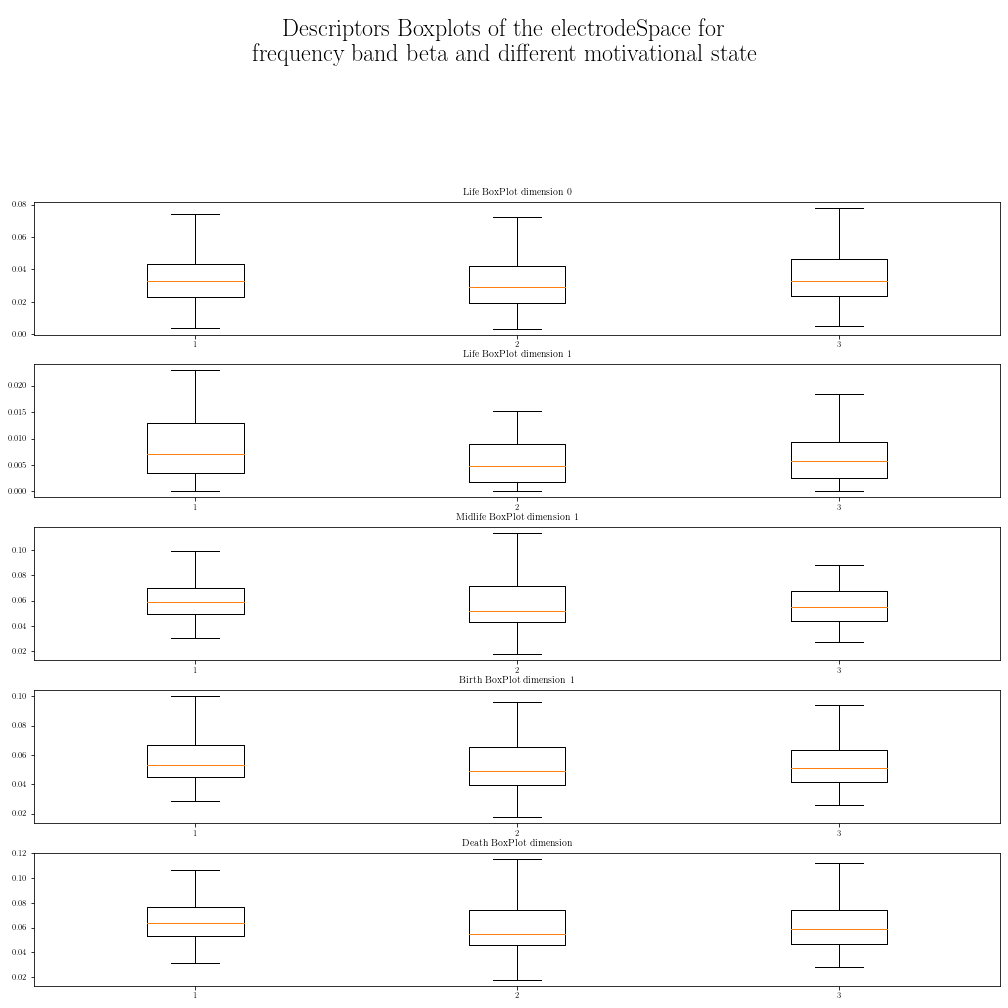 Descriptors Boxplots of the electrodeSpace for
frequency band beta and different motivational state
Life BoxPlot dimension 0
0.08
0.06
0.04
0.02
0.00
1 2 3
Life BoxPlot dimension 1
0.020
0.015
0.010
0.005
0.000
1 2 3
Midlife BoxPlot dimension 1
0.10
0.08
0.06
0.04
0.02
1 2 3
Birth BoxPlot dimension 1
0.10
0.08
0.06
0.04
0.02
1 2 3
Death BoxPlot dimension
0.12
0.10
0.08
0.06
0.04
0.02
1 2 3